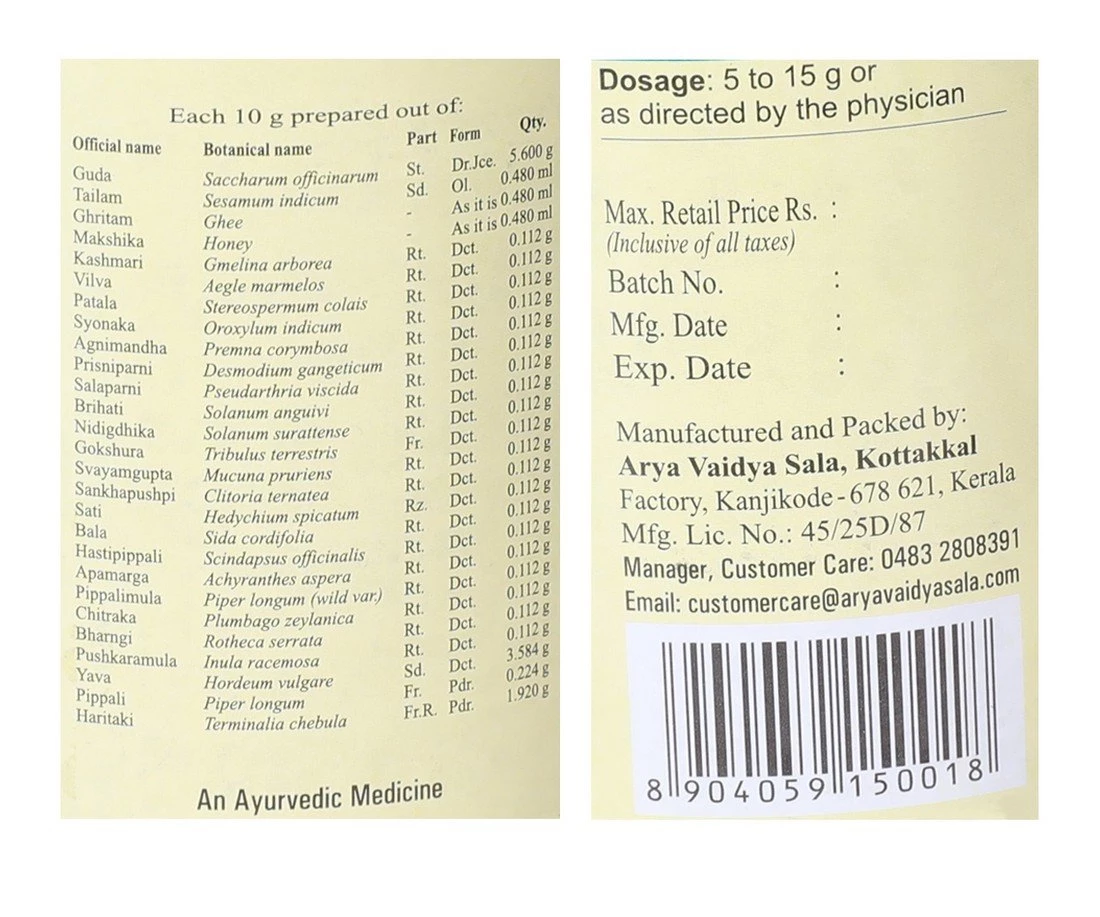 Each 10 g prepared out of:
Official name Botanical name Part Form Qty.
Guda Saccharum officinarum St. Dr.Jce. 5.600 g
Tailam Sesamum indicum Sd. Ol. 0.480 ml
Ghritam Ghee - As it is 0.480 ml
Makshika Honey - As it is 0.480 ml
Kashmari Gmelina arborea Rt. Dct. 0.112 g
Vilva Aegle marmelos Rt. Dct. 0.112 g
Patala Stereospermum colais Rt. Dct. 0.112 g
Syonaka Oroxylum indicum Rt. Dct. 0.112 g
Agnimandha Premna corymbosa Rt. Dct. 0.112 g
Prisniparni Desmodium gangeticum Rt. Dct. 0.112 g
Salaparni Pseudarthria viscida Rt. Dct. 0.112 g
Brihati Solanum anguivi Rt. Dct. 0.112 g
Nidigdhika Solanum surattense Rt. Dct. 0.112 g
Gokshura Tribulus terrestris Fr. Dct. 0.112 g
Svayamgupta Mucuna pruriens Rt. Dct. 0.112 g
Sankhapushpi Clitoria ternatea Rt. Dct. 0.112 g
Sati Hedychium spicatum Rz. Dct. 0.112 g
Bala Sida cordifolia Rt. Dct. 0.112 g
Hastipippali Scindapsus officinalis Rt. Dct. 0.112 g
Apamarga Achyranthes aspera Rt. Dct. 0.112 g
Pippalimula Piper longum (wild var.) Rt. Dct. 0.112 g
Chitraka Plumbago zeylanica Rt. Dct. 0.112 g
Bharngi Rotheca serrata Rt. Dct. 0.112 g
Pushkaramula Inula racemosa Rt. Dct. 0.112 g
Yava Hordeum vulgare Sd. Dct. 3.584 g
Pippali Piper longum Fr. Pdr. 0.224 g
Haritaki Terminalia chebula Fr.R. Pdr. 1.920 g
An Ayurvedic Medicine
Dosage: 5 to 15 g or
as directed by the physician
Max. Retail Price Rs. :
(Inclusive of all taxes)
Batch No. :
Mfg. Date :
Exp. Date :
Manufactured and Packed by:
Arya Vaidya Sala, Kottakkal
Factory, Kanjikode-678 621, Kerala
Mfg. Lic. No.: 45/25D/87
Manager, Customer Care: 0483 2808391
Email: customercare@aryavaidyasala.com
8 904059 150018